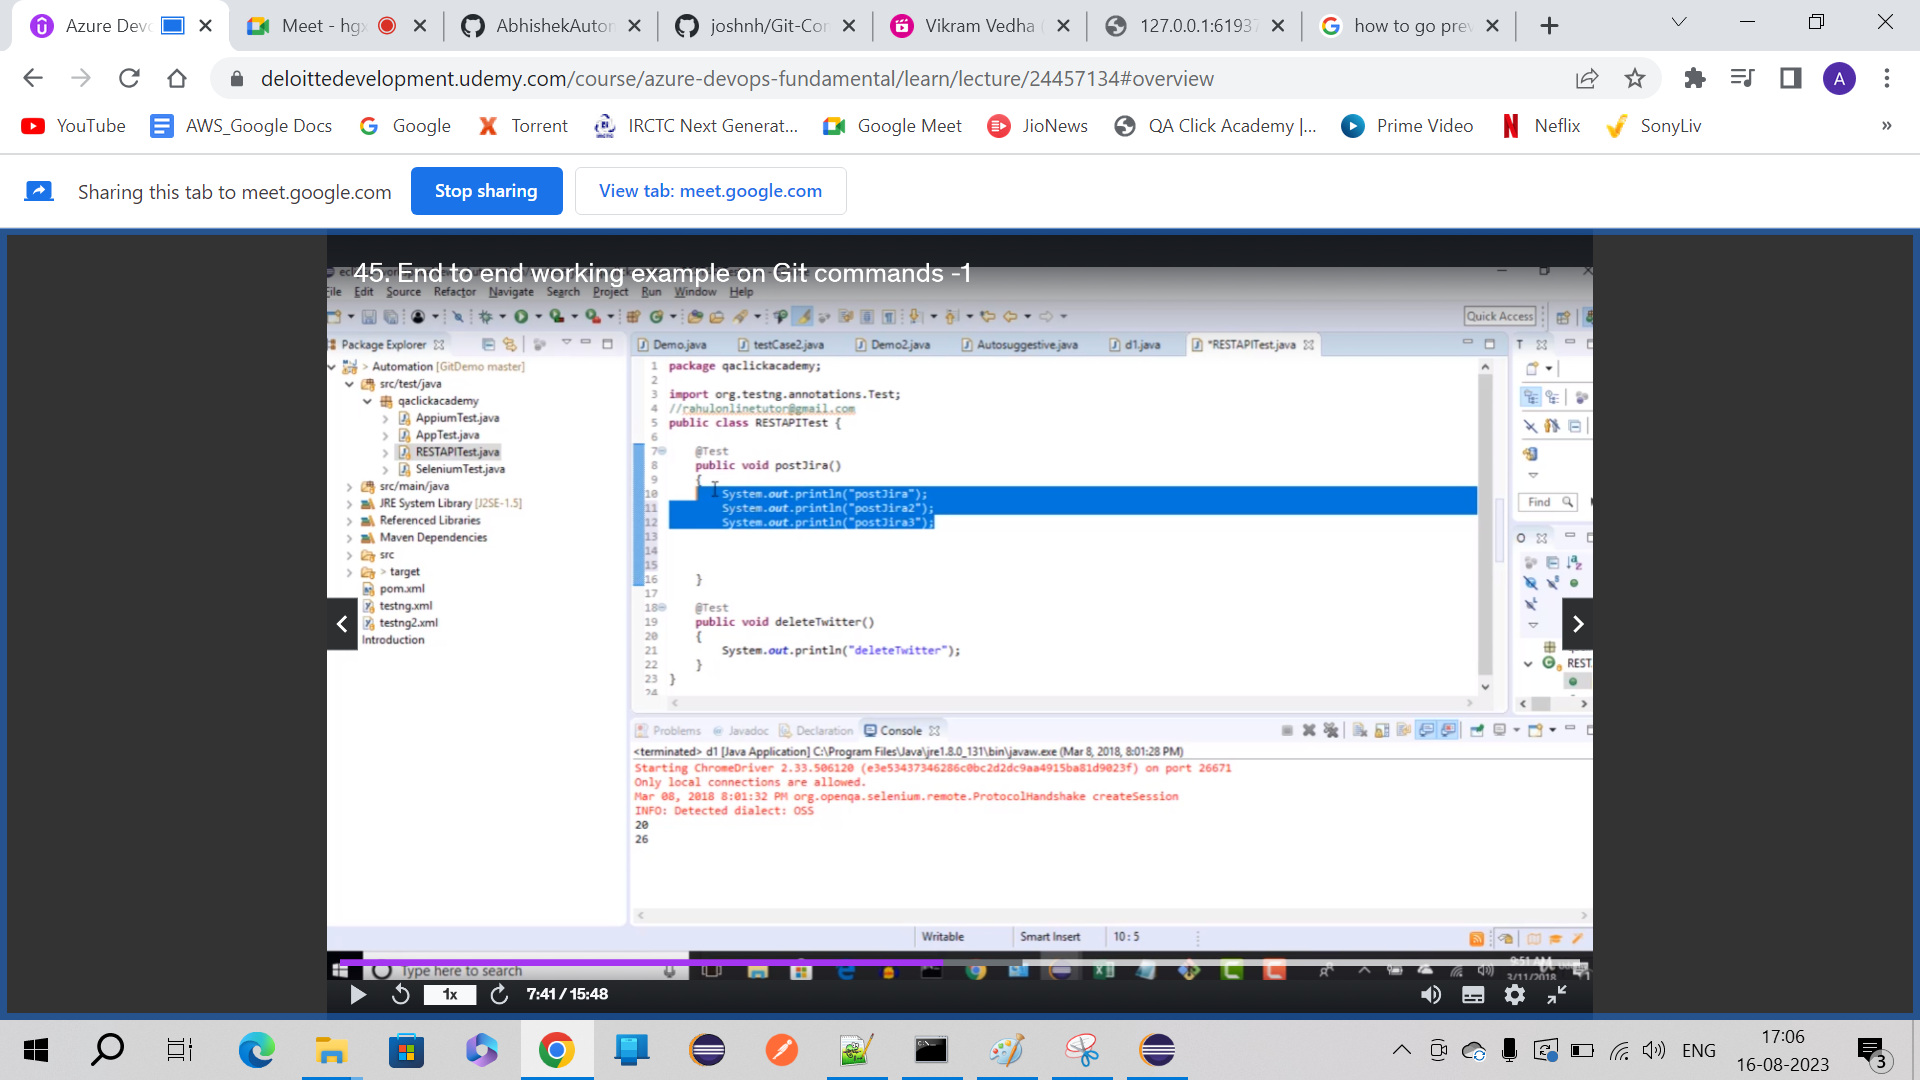 Azure Devo
Meet - hgx
AbhishekAuton
joshnh/Git-Con
Vikram Vedha (
127.0.0.1:61937
how to go prev
deloittedevelopment.udemy.com/course/azure-devops-fundamental/learn/lecture/24457134#overview
A
YouTube
AWS_Google Docs
Google
Torrent
IRCTC Next Generat...
Google Meet
JioNews
QA Click Academy |...
Prime Video
Neflix
SonyLiv
»
Sharing this tab to meet.google.com
Stop sharing
View tab: meet.google.com
45. End to end working example on Git commands -1
File Edit Source Refactor Navigate Search Project Run Window Help
Quick Access
Package Explorer
Demo.java
testCase2.java
Demo2.java
Autosuggestive.java
d1.java
*RESTAPITest.java
> Automation [GitDemo master]
src/test/java
qaclickacademy
AppiumTest.java
AppTest.java
RESTAPITest.java
SeleniumTest.java
src/main/java
JRE System Library [J2SE-1.5]
Referenced Libraries
Maven Dependencies
src
> target
pom.xml
testng.xml
testng2.xml
Introduction
1 package qaclickacademy;
2
3 import org.testng.annotations.Test;
4 //rahulonlinetutor@gmail.com
5 public class RESTAPITest {
6
7 @Test
8 public void postJira()
9 {
10 System.out.println("postJira");
11 System.out.println("postJira2");
12 System.out.println("postJira3");
13
14
15
16 }
17
18 @Test
19 public void deleteTwitter()
20 {
21 System.out.println("deleteTwitter");
22 }
23 }
24
Find
REST
Problems
Javadoc
Declaration
Console
<terminated> d1 [Java Application] C:\Program Files\Java\jre1.8.0_131\bin\javaw.exe (Mar 8, 2018, 8:01:28 PM)
Starting ChromeDriver 2.33.506120 (e3e53437346286c0bc2d2dc9aa4915ba81d9023f) on port 26671
Only local connections are allowed.
Mar 08, 2018 8:01:32 PM org.openqa.selenium.remote.ProtocolHandshake createSession
INFO: Detected dialect: OSS
20
26
Writable
Smart Insert
10 : 5
Type here to search
9:51 AM
3/11/2018
1x
7:41 / 15:48
ENG
17:06
16-08-2023
3